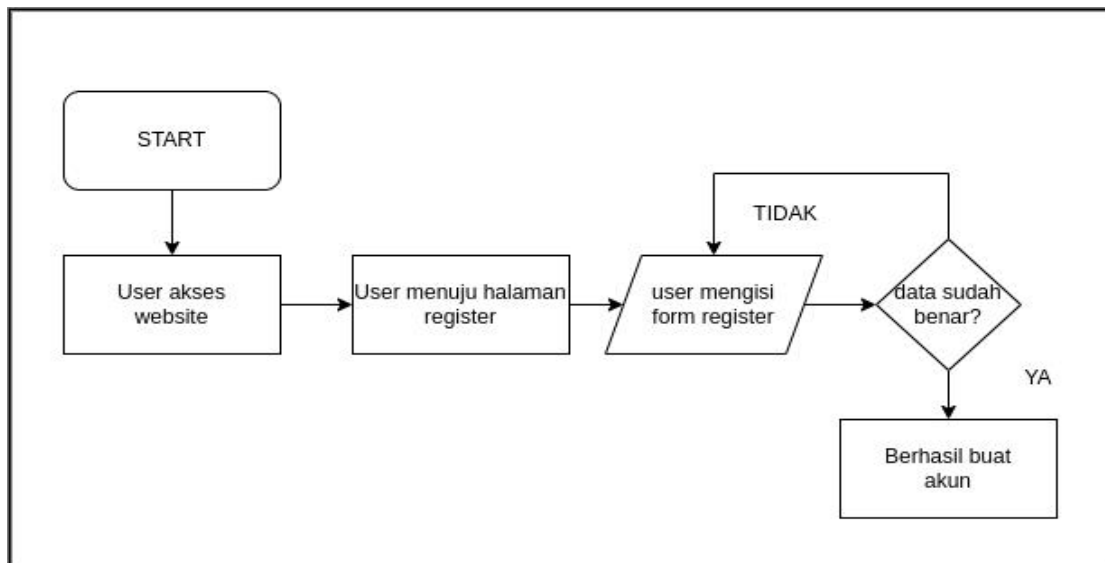 START
User akses
website
User menuju halaman
register
user mengisi
form register
TIDAK
data sudah
benar?
YA
Berhasil buat
akun